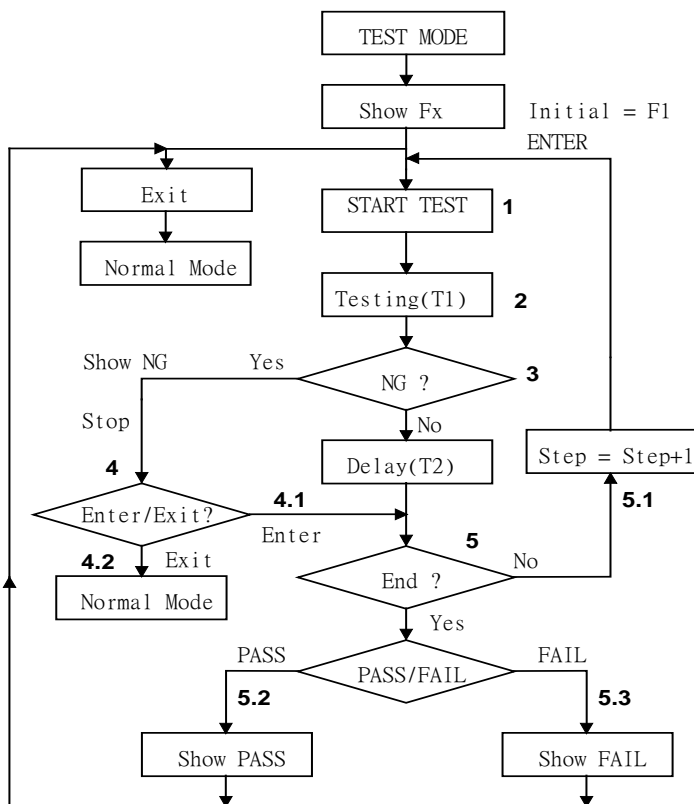 TEST MODE
Show Fx
Initial = F1
ENTER
Exit
START TEST
1
Normal Mode
Testing(T1)
2
Show NG
Yes
NG ?
3
Stop
No
Delay(T2)
Step = Step+1
4
Enter/Exit?
4.1
Enter
5
5.1
4.2
Exit
End ?
No
Normal Mode
Yes
PASS
PASS/FAIL
FAIL
5.2
5.3
Show PASS
Show FAIL